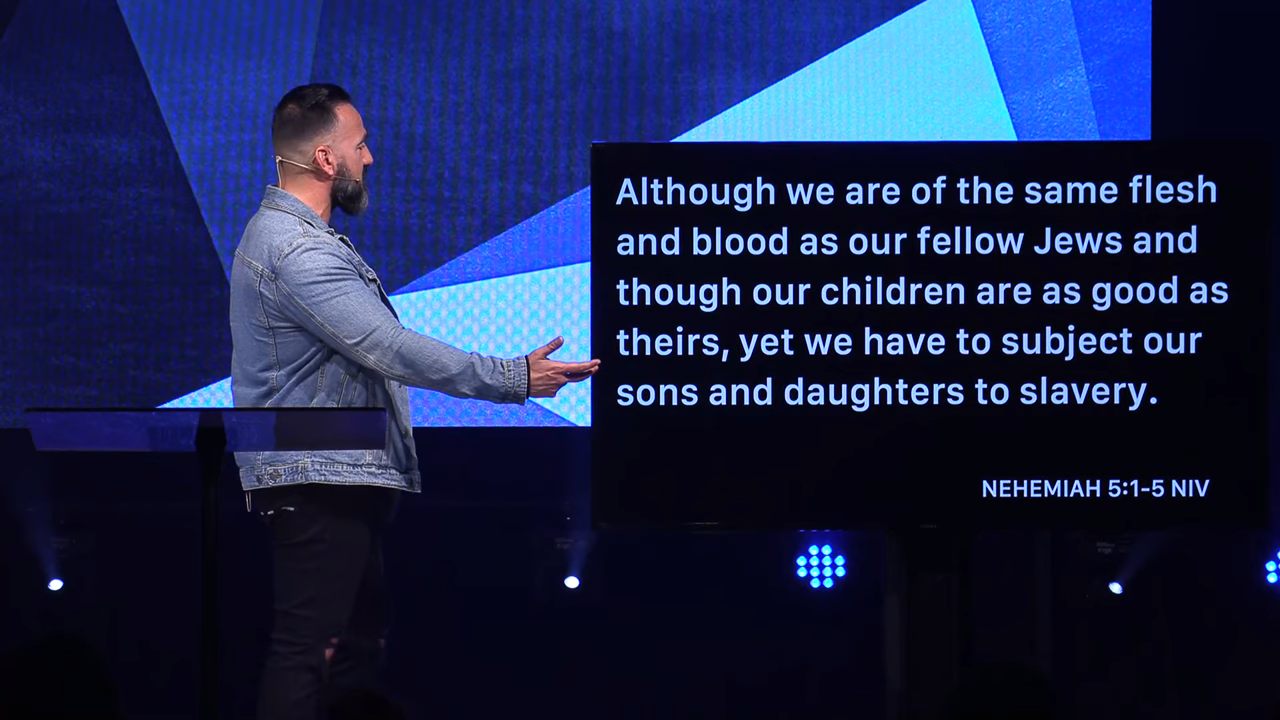 Although we are of the same flesh
and blood as our fellow Jews and
though our children are as good as
theirs, yet we have to subject our
sons and daughters to slavery.
NEHEMIAH 5:1-5 NIV